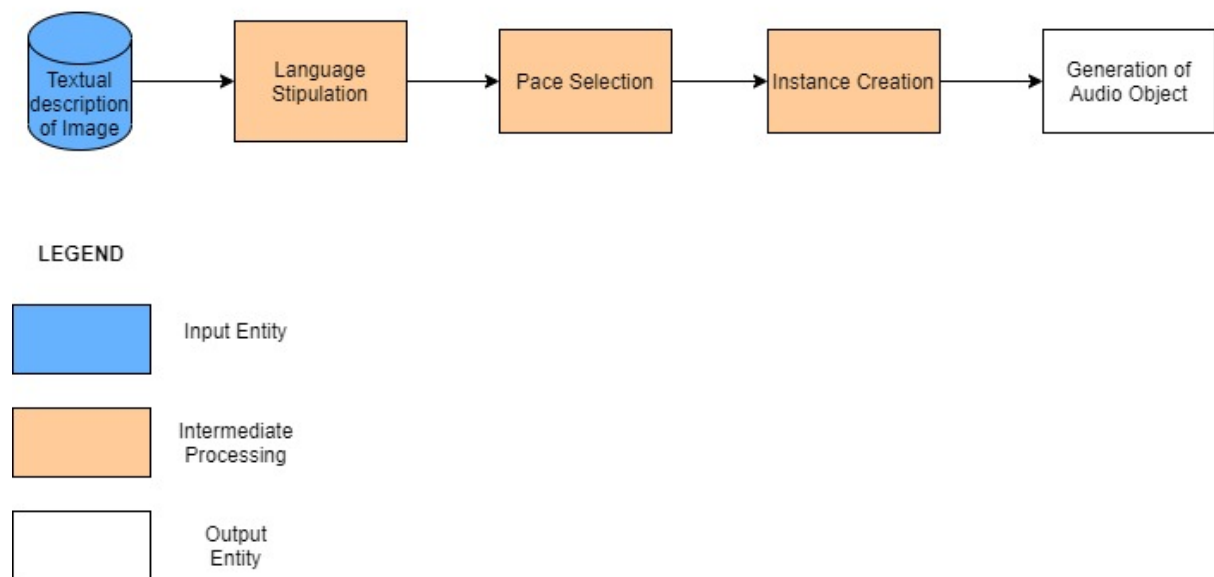 Textual
description
of Image
Language
Stipulation
Pace Selection
Instance Creation
Generation of
Audio Object
LEGEND
Input Entity
Intermediate
Processing
Output
Entity